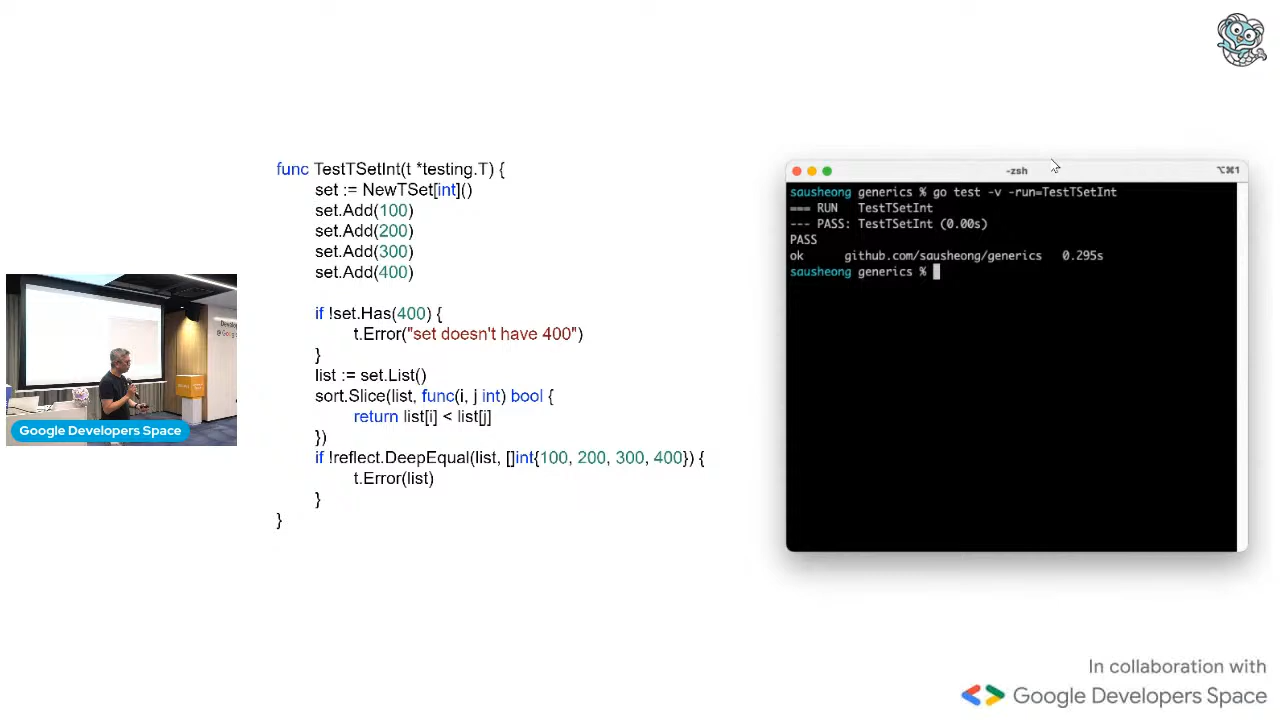 func TestTSetInt(t *testing.T) {
set := NewTSet[int]()
set.Add(100)
set.Add(200)
set.Add(300)
set.Add(400)
if !set.Has(400) {
t.Error("set doesn't have 400")
}
list := set.List()
sort.Slice(list, func(i, j int) bool {
return list[i] < list[j]
})
if !reflect.DeepEqual(list, []int{100, 200, 300, 400}) {
t.Error(list)
}
}
-zsh
⌥⌘1
sausheong generics % go test -v -run=TestTSetInt
=== RUN   TestTSetInt
--- PASS: TestTSetInt (0.00s)
PASS
ok      github.com/sausheong/generics   0.295s
sausheong generics %
Google Developers Space
In collaboration with
Google Developers Space